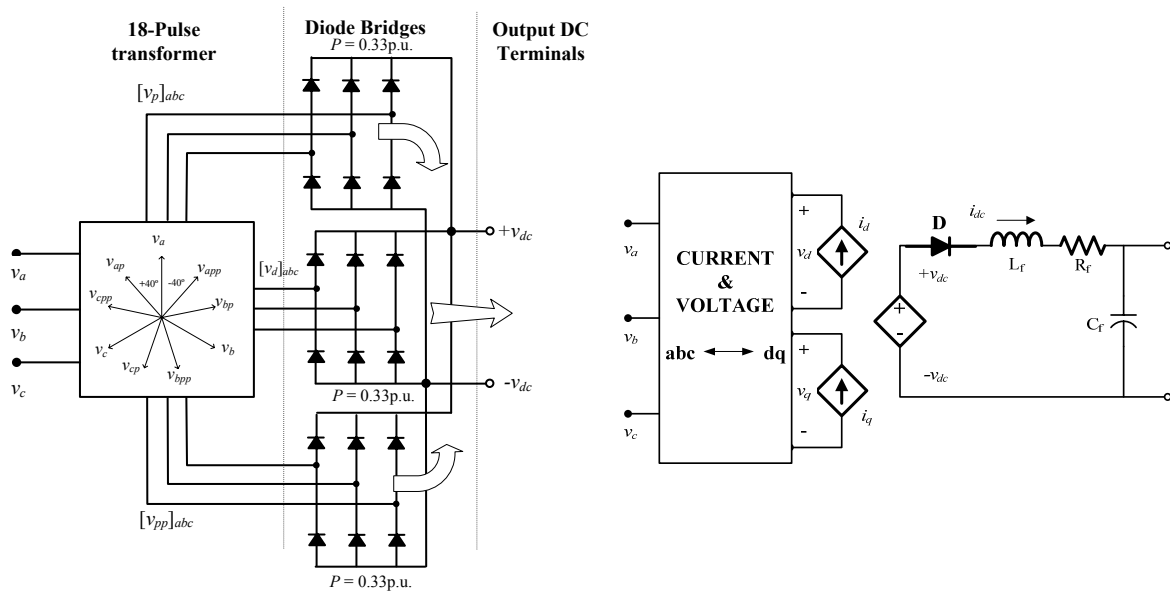 18-Pulse
transformer
Diode Bridges
P = 0.33p.u.
Output DC
Terminals
[vp]abc
va
vap
+40º
-40º
vapp
vcpp
vbp
vc
vb
vcp
vbpp
va
vb
vc
[vd]abc
+vdc
-vdc
P = 0.33p.u.
[vpp]abc
P = 0.33p.u.
va
vb
vc
CURRENT
&
VOLTAGE
abc
dq
+
vd
-
id
+
vq
-
iq
D
idc
+vdc
Lf
Rf
+
-
Cf
-vdc